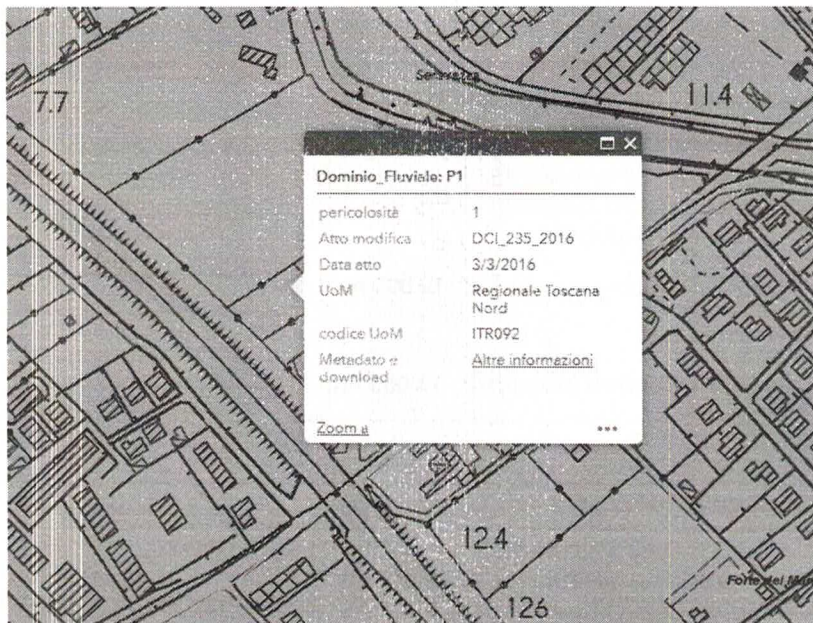 Seravezza
7.7
11.4
Dominio_Fluviale: P1
pericolosità 1
Atto modifica DCI_235_2016
Data atto 3/3/2016
UoM Regionale Toscana
Nord
codice UoM ITR092
Metadato e Altre informazioni
download
Zoom a
12.4
Forte dei Marmi
126